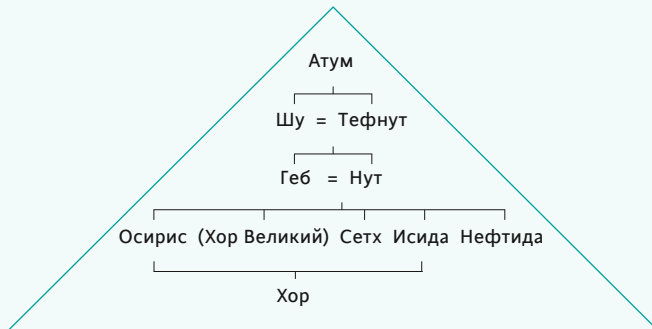 Атум
Шу = Тефнут
Геб = Нут
Осирис (Хор Великий) Сетх Исида Нефтида
Хор